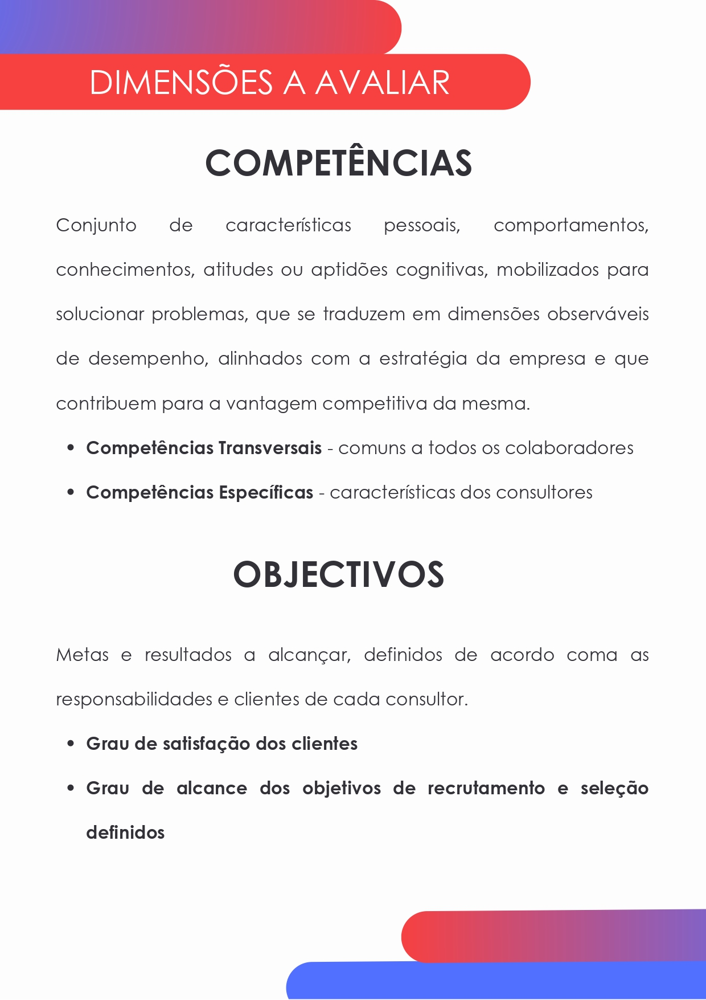 DIMENSÕES A AVALIAR
COMPETÊNCIAS
Conjunto de características pessoais, comportamentos,
conhecimentos, atitudes ou aptidões cognitivas, mobilizados para
solucionar problemas, que se traduzem em dimensões observáveis
de desempenho, alinhados com a estratégia da empresa e que
contribuem para a vantagem competitiva da mesma.
• Competências Transversais - comuns a todos os colaboradores
• Competências Específicas - características dos consultores
OBJECTIVOS
Metas e resultados a alcançar, definidos de acordo coma as
responsabilidades e clientes de cada consultor.
• Grau de satisfação dos clientes
• Grau de alcance dos objetivos de recrutamento e seleção
definidos